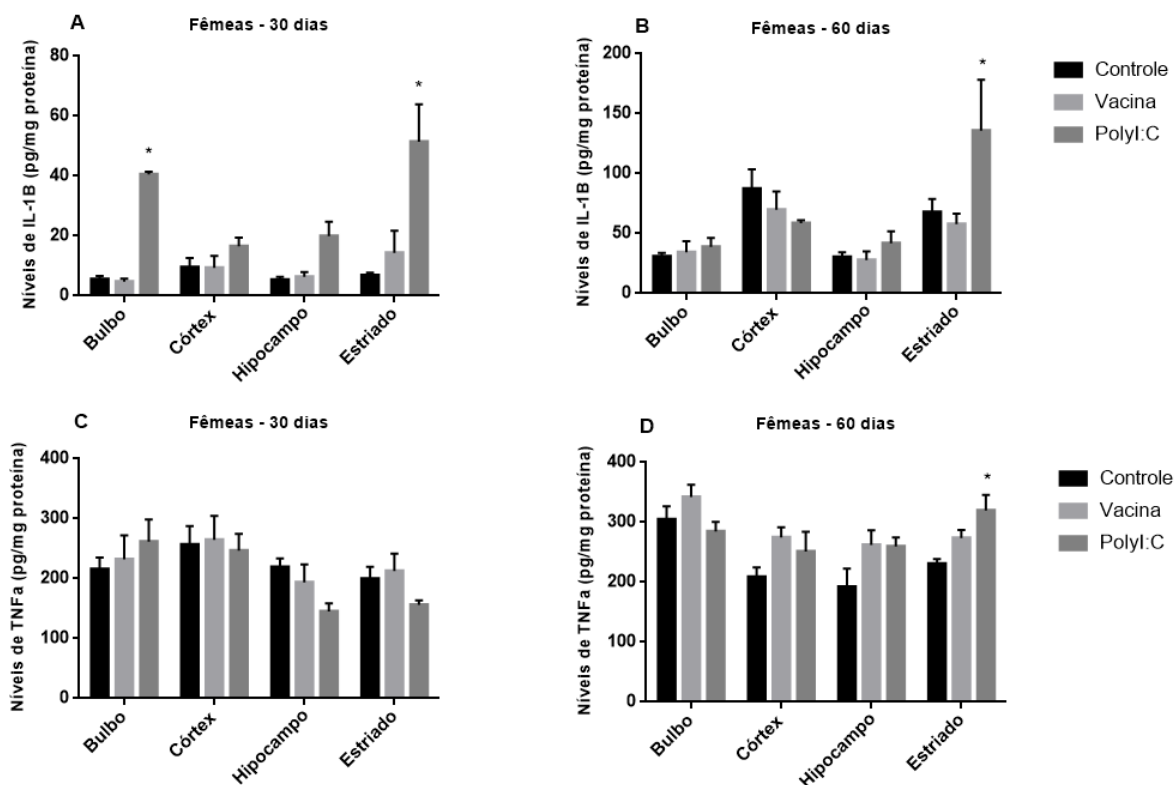 A
Fêmeas - 30 dias
Níveis de IL-1B (pg/mg proteína)
80
60
40
20
0
*
*
Bulbo
Córtex
Hipocampo
Estriado
B
Fêmeas - 60 dias
Níveis de IL-1B (pg/mg proteína)
200
150
100
50
0
*
Bulbo
Córtex
Hipocampo
Estriado
Controle
Vacina
PolyI:C
C
Fêmeas - 30 dias
Níveis de TNFa (pg/mg proteína)
400
300
200
100
0
Bulbo
Córtex
Hipocampo
Estriado
D
Fêmeas - 60 dias
Níveis de TNFa (pg/mg proteína)
400
300
200
100
0
*
Bulbo
Córtex
Hipocampo
Estriado
Controle
Vacina
PolyI:C